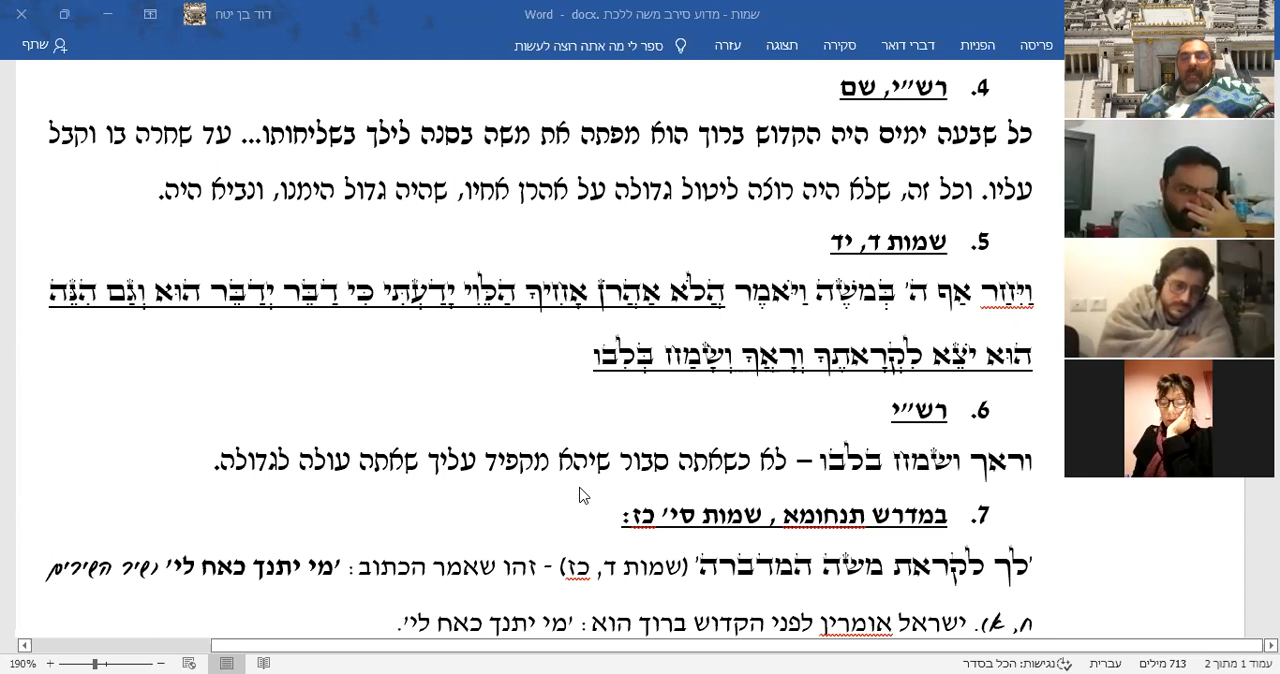 שמות - מדוע סירב משה ללכת .docx - Word
דוד בן יטח
פריסה הפניות דברי דואר סקירה תצוגה עזרה ספר לי מה אתה רוצה לעשות שתף
4. רש״י, שם
כל שבעה ימים היה הקדוש ברוך הוא מפתה את משה בסנה לילך בשליחותו... עד שחרה בו וקבל
עליו. וכל זה, שלא היה רוצה ליטול גדולה על אהרן אחיו, שהיה גדול הימנו, ונביא היה.
5. שמות ד, יד
וַיִּחַר אַף ה' בְּמֹשֶׁה וַיֹּאמֶר הֲלֹא אַהֲרֹן אָחִיךָ הַלֵּוִי יָדַעְתִּי כִּי דַבֵּר יְדַבֵּר הוּא וְגַם הִנֵּה
הוּא יֹצֵא לִקְרָאתֶךָ וְרָאֲךָ וְשָׂמַח בְּלִבּוֹ
6. רש״י
וראך ושמח בלבו – לא כשאתה סבור שיהא מקפיד עליך שאתה עולה לגדולה.
7. במדרש תנחומא , שמות סי' כז:
'לך לקראת משה המדברה' (שמות ד, כז) - זהו שאמר הכתוב: 'מי יתנך כאח לי' (שיר השירים
ח, א). ישראל אומרין לפני הקדוש ברוך הוא: 'מי יתנך כאח לי'.
עמוד 1 מתוך 2 713 מילים עברית נגישות: הכל בסדר 190%